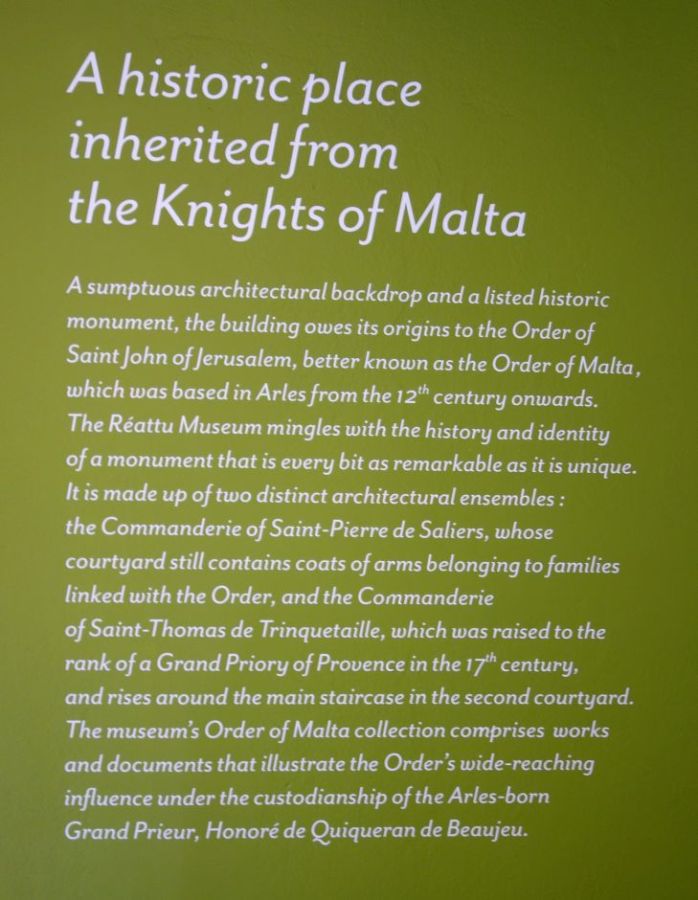 A historic place
inherited from
the Knights of Malta
A sumptuous architectural backdrop and a listed historic
monument, the building owes its origins to the Order of
Saint John of Jerusalem, better known as the Order of Malta,
which was based in Arles from the 12th century onwards.
The Réattu Museum mingles with the history and identity
of a monument that is every bit as remarkable as it is unique.
It is made up of two distinct architectural ensembles :
the Commanderie of Saint-Pierre de Saliers, whose
courtyard still contains coats of arms belonging to families
linked with the Order, and the Commanderie
of Saint-Thomas de Trinquetaille, which was raised to the
rank of a Grand Priory of Provence in the 17th century,
and rises around the main staircase in the second courtyard.
The museum's Order of Malta collection comprises works
and documents that illustrate the Order's wide-reaching
influence under the custodianship of the Arles-born
Grand Prieur, Honoré de Quiqueran de Beaujeu.